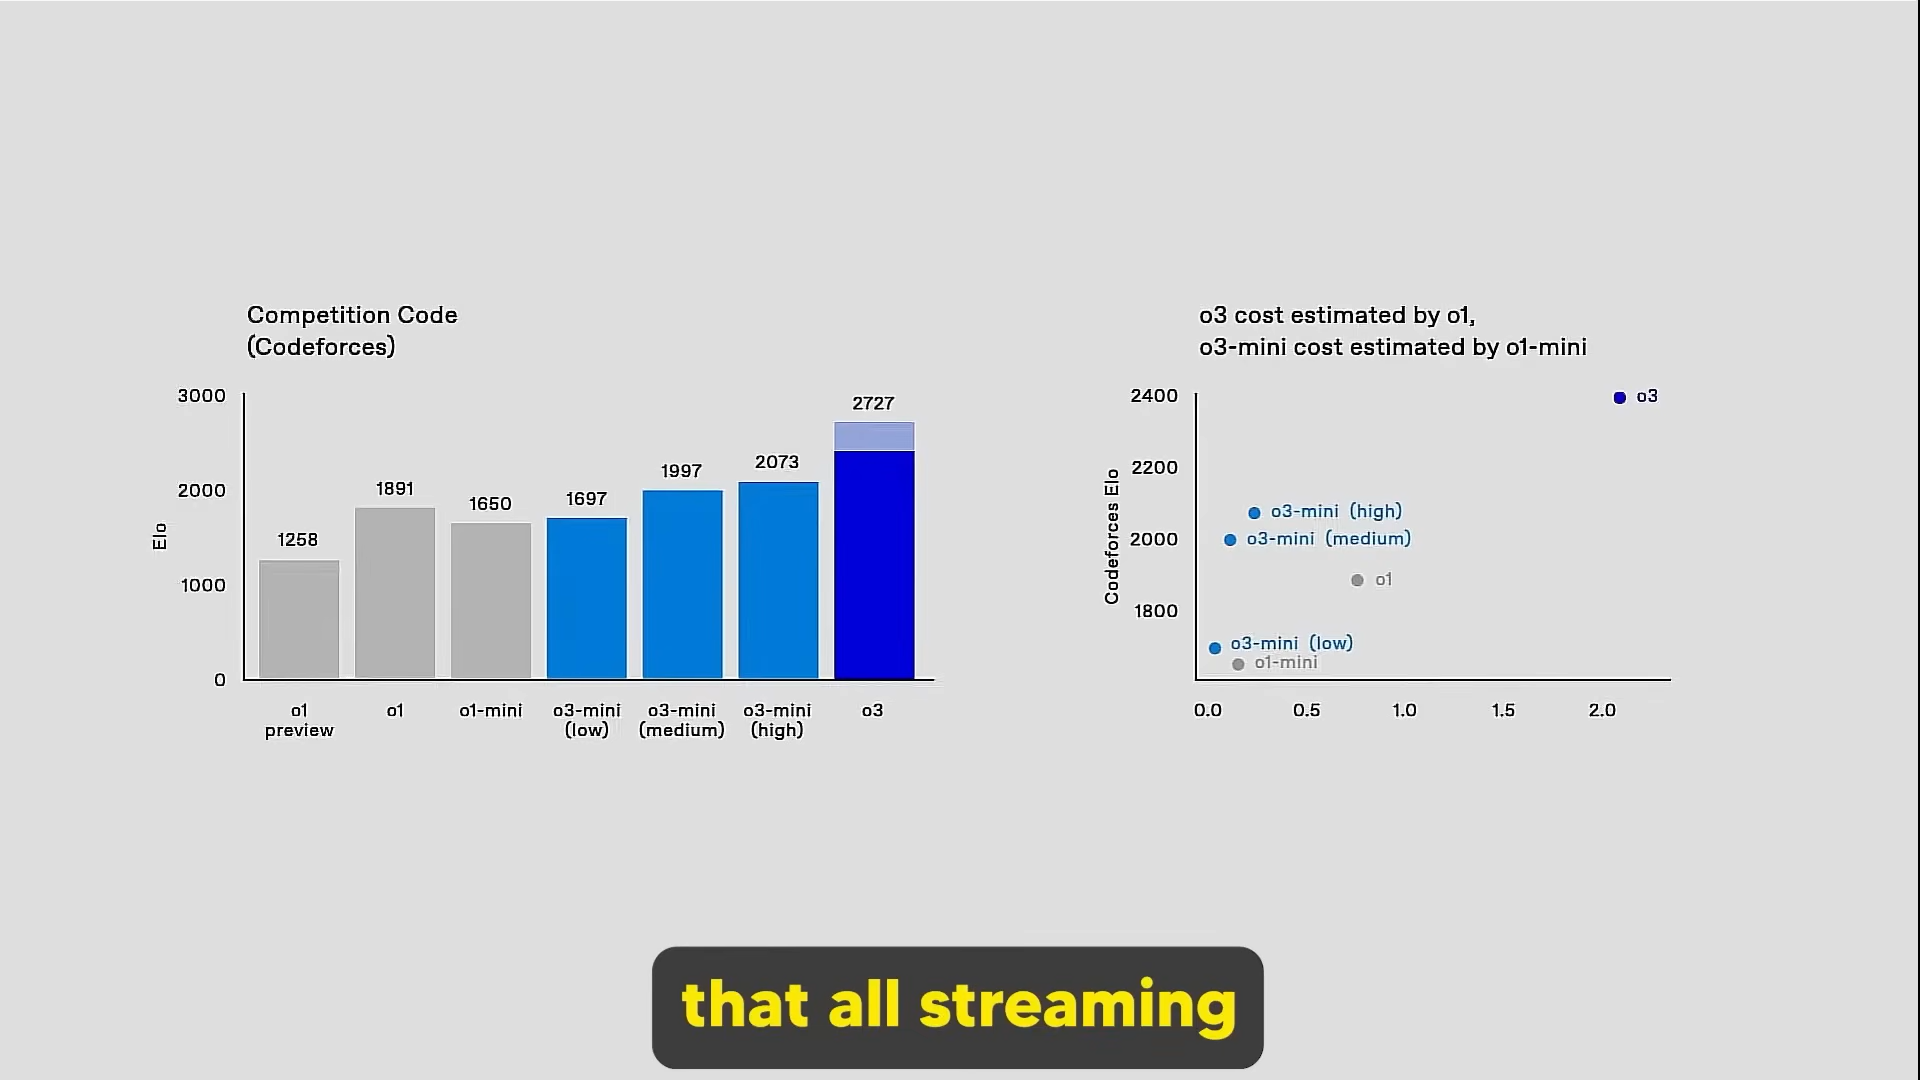 Competition Code
(Codeforces)
3000
2000
1000
0
Elo
1258
1891
1650
1697
1997
2073
2727
o1
preview
o1
o1-mini
o3-mini
(low)
o3-mini
(medium)
o3-mini
(high)
o3
o3 cost estimated by o1,
o3-mini cost estimated by o1-mini
2400
2200
2000
1800
Codeforces Elo
o3
o3-mini (high)
o3-mini (medium)
o1
o3-mini (low)
o1-mini
0.0
0.5
1.0
1.5
2.0
that all streaming